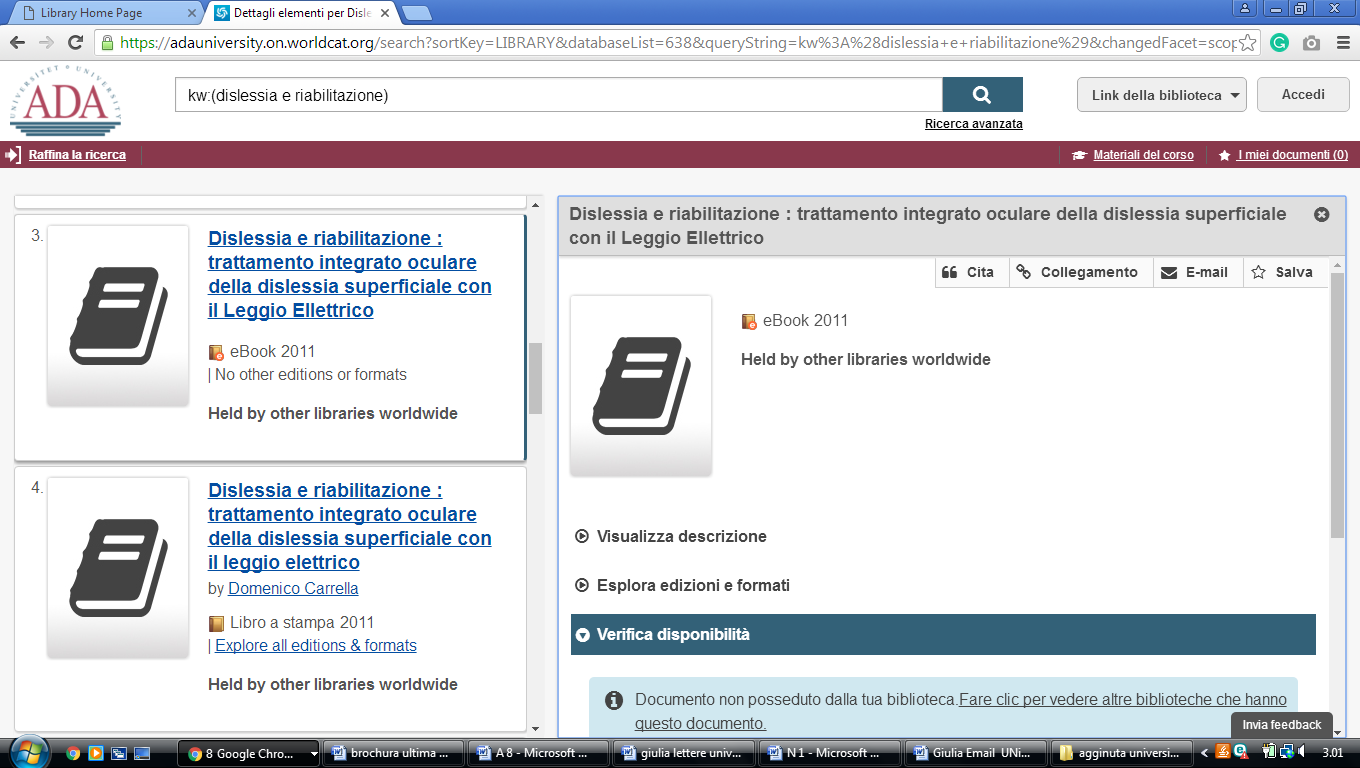 Library Home Page
Dettagli elementi per Disle
https://adauniversity.on.worldcat.org/search?sortKey=LIBRARY&databaseList=638&queryString=kw%3A%28dislessia+e+riabilitazione%29&changedFacet=scop
UNIVERSITET UNIVERSITY
ADA
kw:(dislessia e riabilitazione)
Ricerca avanzata
Link della biblioteca
Accedi
Raffina la ricerca
Materiali del corso
I miei documenti (0)
3.
Dislessia e riabilitazione :
trattamento integrato oculare
della dislessia superficiale con
il Leggio Ellettrico
eBook 2011
| No other editions or formats
Held by other libraries worldwide
4.
Dislessia e riabilitazione :
trattamento integrato oculare
della dislessia superficiale con
il leggio elettrico
by Domenico Carrella
Libro a stampa 2011
| Explore all editions & formats
Held by other libraries worldwide
Dislessia e riabilitazione : trattamento integrato oculare della dislessia superficiale
con il Leggio Ellettrico
Cita
Collegamento
E-mail
Salva
eBook 2011
Held by other libraries worldwide
Visualizza descrizione
Esplora edizioni e formati
Verifica disponibilità
Documento non posseduto dalla tua biblioteca.Fare clic per vedere altre biblioteche che hanno
questo documento.
Invia feedback
8 Google Chro...
brochura ultima ...
A 8 - Microsoft ...
giulia lettere univ...
N 1 - Microsoft ...
Giulia Email UNi...
agginuta universi...
3.01